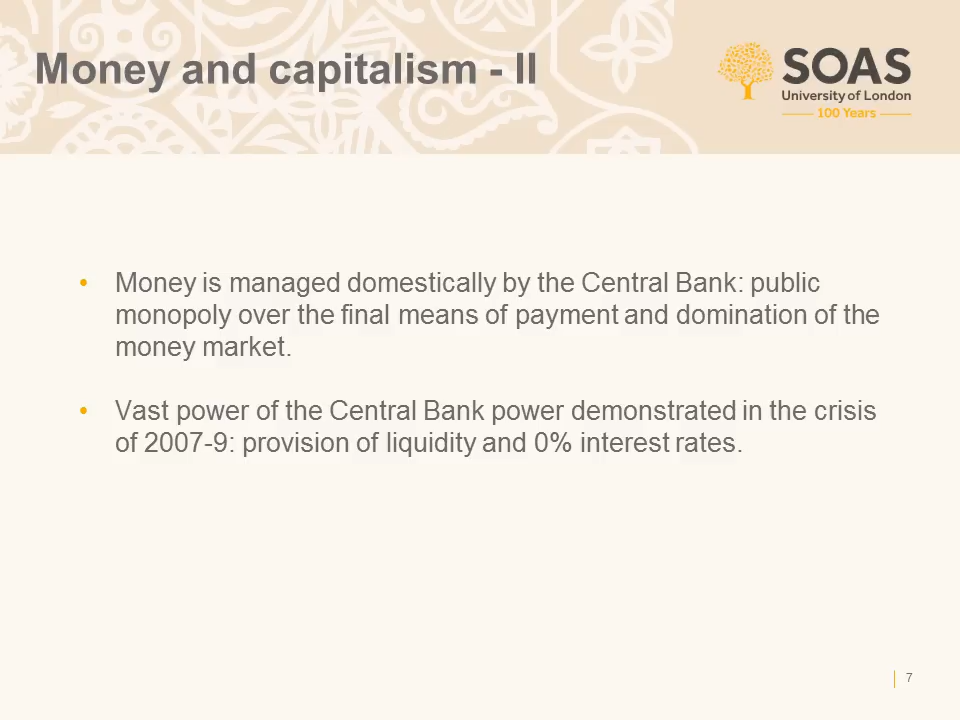 Money and capitalism - II
SOAS
University of London
100 Years
• Money is managed domestically by the Central Bank: public
monopoly over the final means of payment and domination of the
money market.
• Vast power of the Central Bank power demonstrated in the crisis
of 2007-9: provision of liquidity and 0% interest rates.
7